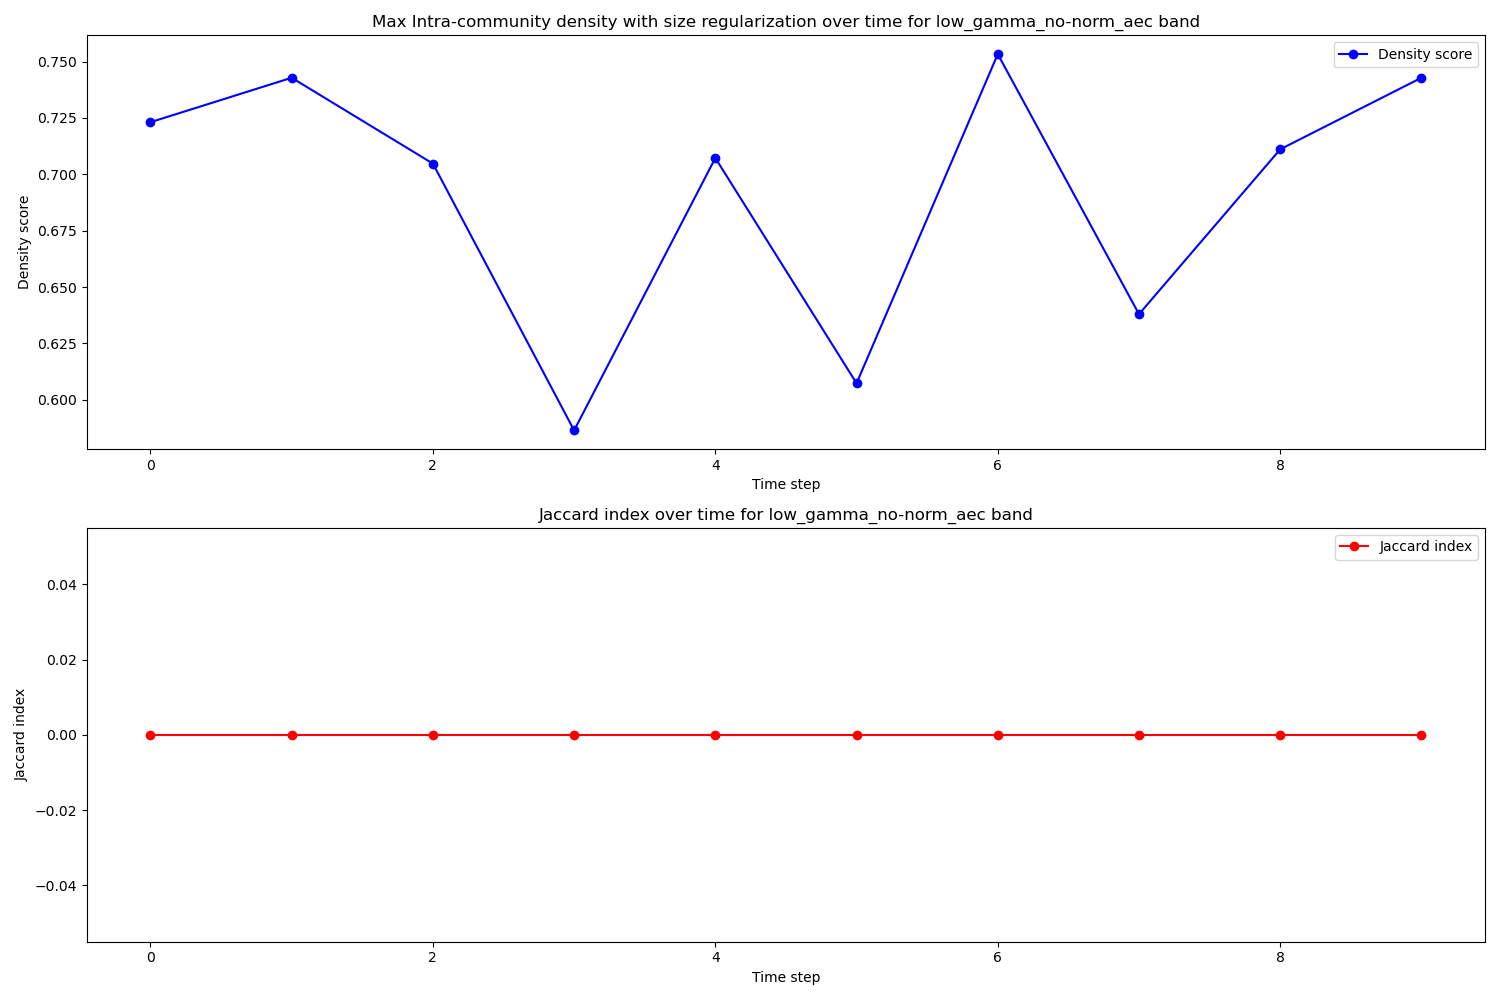 Max Intra-community density with size regularization over time for low_gamma_no-norm_aec band
Density score
0.750
0.725
0.700
0.675
0.650
0.625
0.600
Density score
0 2 4 6 8
Time step
Jaccard index over time for low_gamma_no-norm_aec band
Jaccard index
0.04
0.02
0.00
−0.02
−0.04
Jaccard index
0 2 4 6 8
Time step